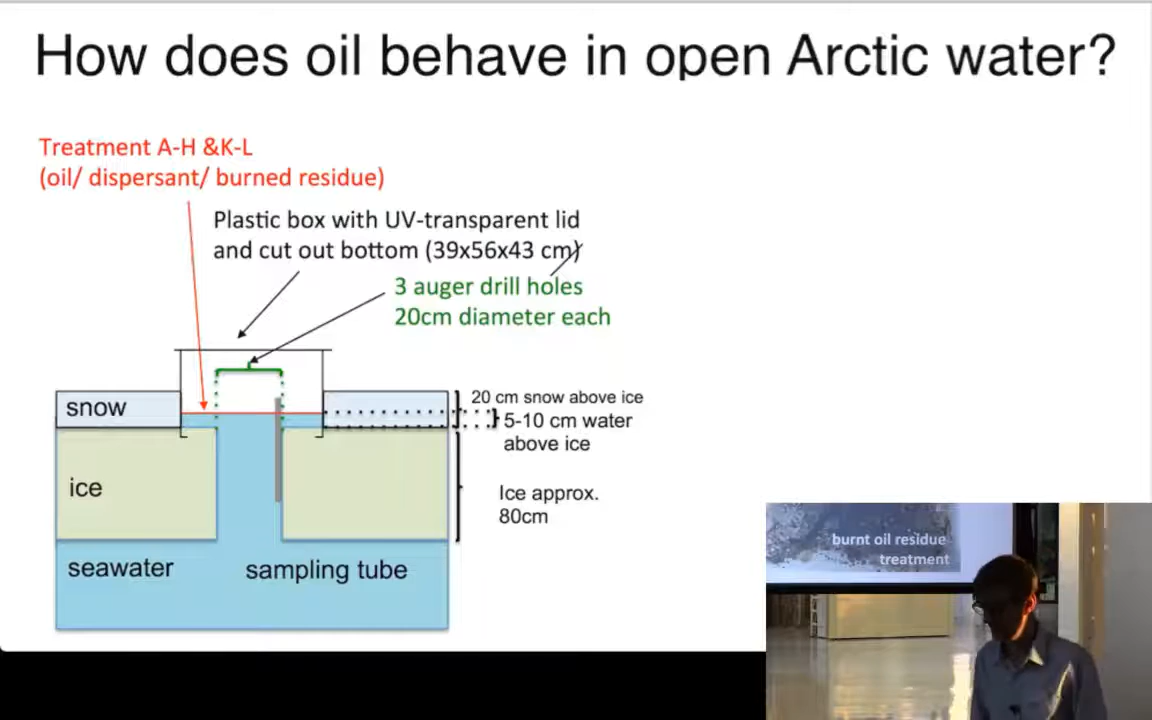 How does oil behave in open Arctic water?
Treatment A-H &K-L
(oil/ dispersant/ burned residue)
Plastic box with UV-transparent lid
and cut out bottom (39x56x43 cm)
3 auger drill holes
20cm diameter each
snow
20 cm snow above ice
5-10 cm water
above ice
ice
Ice approx.
80cm
seawater
sampling tube
burnt oil residue
treatment